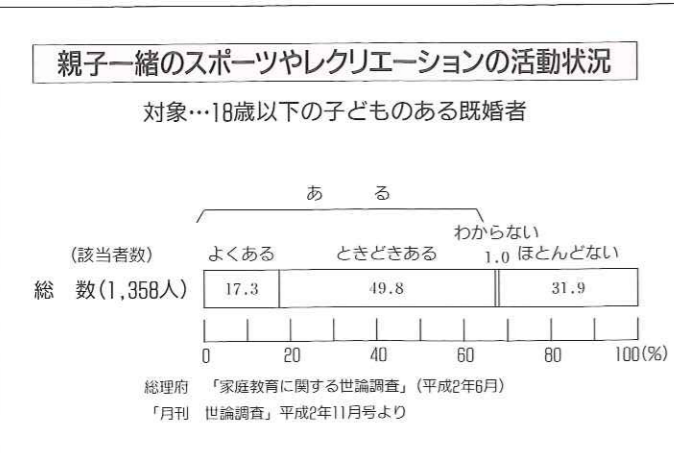 親子一緒のスポーツやレクリエーションの活動状況
対象…18歳以下の子どものある既婚者
ある
わからない
(該当者数) よくある ときどきある 1.0 ほとんどない
総 数(1,358人) 17.3 49.8 31.9
0 20 40 60 80 100(%)
総理府 「家庭教育に関する世論調査」(平成2年6月)
「月刊 世論調査」平成2年11月号より